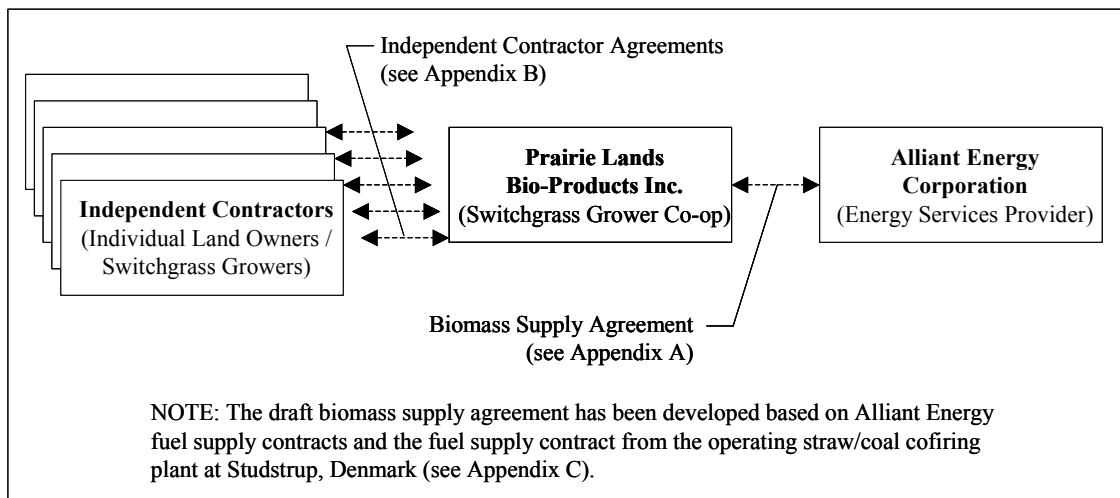 Independent Contractor Agreements
(see Appendix B)
Independent Contractors
(Individual Land Owners /
Switchgrass Growers)
Prairie Lands
Bio-Products Inc.
(Switchgrass Grower Co-op)
Alliant Energy
Corporation
(Energy Services Provider)
Biomass Supply Agreement
(see Appendix A)
NOTE: The draft biomass supply agreement has been developed based on Alliant Energy
fuel supply contracts and the fuel supply contract from the operating straw/coal cofiring
plant at Studstrup, Denmark (see Appendix C).